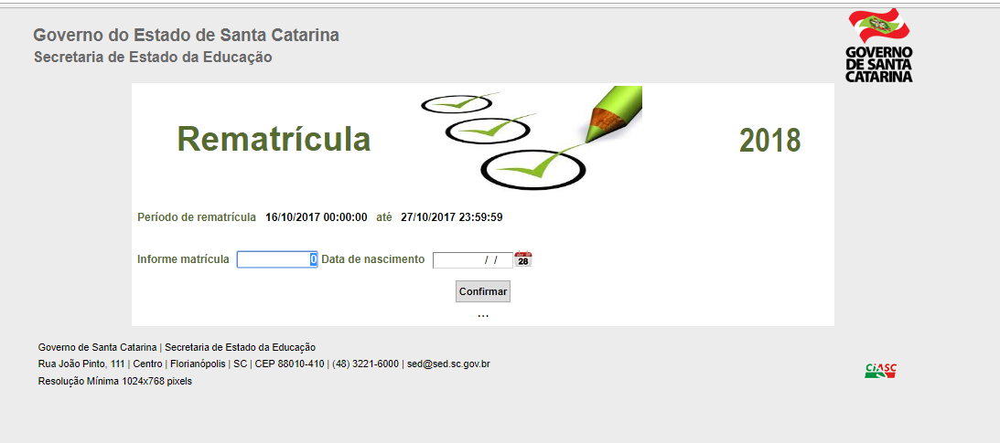 Governo do Estado de Santa Catarina
Secretaria de Estado da Educação
GOVERNO
DE SANTA
CATARINA
Rematrícula 2018
Período de rematrícula 16/10/2017 00:00:00 até 27/10/2017 23:59:59
Informe matrícula 0 Data de nascimento / / 28
Confirmar
...
Governo de Santa Catarina | Secretaria de Estado da Educação
Rua João Pinto, 111 | Centro | Florianópolis | SC | CEP 88010-410 | (48) 3221-6000 | sed@sed.sc.gov.br
CIASC
Resolução Mínima 1024x768 pixels